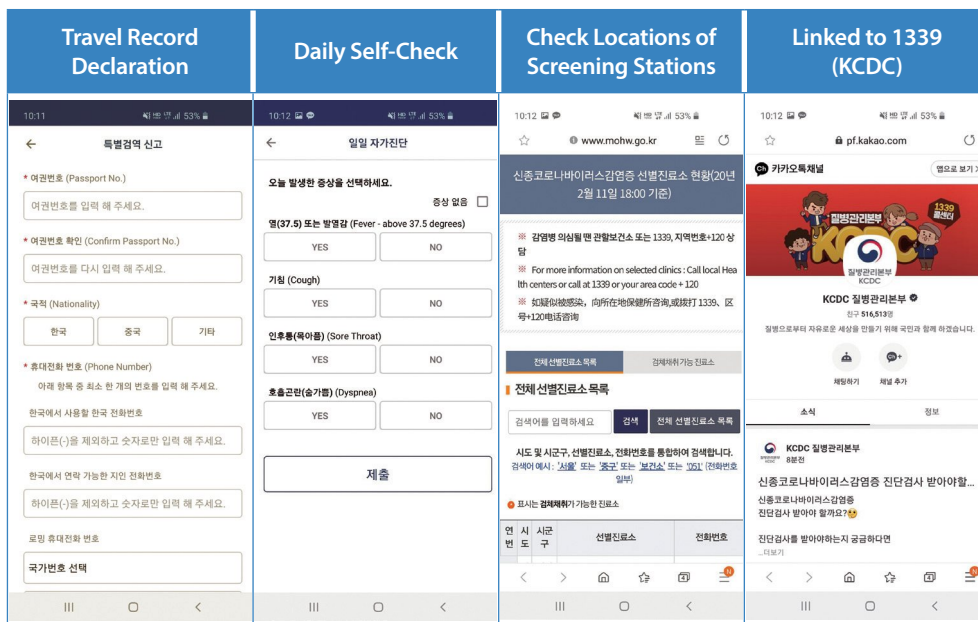 Travel Record
Declaration
Daily Self-Check
Check Locations of
Screening Stations
Linked to 1339
(KCDC)
10:11
53%
특별검역 신고
* 여권번호 (Passport No.)
여권번호를 입력 해 주세요.
* 여권번호 확인 (Confirm Passport No.)
여권번호를 다시 입력 해 주세요.
* 국적 (Nationality)
한국
중국
기타
* 휴대전화 번호 (Phone Number)
아래 항목 중 최소 한 개의 번호를 입력 해 주세요.
한국에서 사용할 한국 전화번호
하이픈(-)을 제외하고 숫자로만 입력 해 주세요.
한국에서 연락 가능한 지인 전화번호
하이픈(-)을 제외하고 숫자로만 입력 해 주세요.
로밍 휴대전화 번호
국가번호 선택
10:12
53%
일일 자가진단
오늘 발생한 증상을 선택하세요.
증상 없음
열(37.5) 또는 발열감 (Fever - above 37.5 degrees)
YES
NO
기침 (Cough)
YES
NO
인후통(목아픔) (Sore Throat)
YES
NO
호흡곤란(숨가쁨) (Dyspnea)
YES
NO
제출
10:12
53%
www.mohw.go.kr
신종코로나바이러스감염증 선별진료소 현황(20년
2월 11일 18:00 기준)
※ 감염병 의심될 땐 관할보건소 또는 1339, 지역번호+120 상
담
※ For more information on selected clinics : Call local Hea
lth centers or call at 1339 or your area code + 120
※ 如疑似被感染，向所在地保健所咨询,或拨打 1339、区
号+120电话咨询
전체 선별진료소 목록
검체채취 가능 진료소
전체 선별진료소 목록
검색어를 입력하세요
검색
전체 선별진료소 목록
시도 및 시군구, 선별진료소, 전화번호를 통합하여 검색합니다.
검색어 예시 : '서울' 또는 '중구' 또는 '보건소' 또는 '051' (전화번호
일부)
표시는 검체채취가 가능한 진료소
연
번
시
도
시군
구
선별진료소
전화번호
4
N
10:12
53%
pf.kakao.com
Ch 카카오톡채널
앱으로 보기
질병관리본부
1339
콜센터
KCDC
질병관리본부
KCDC
KCDC 질병관리본부
친구 516,513명
질병으로부터 자유로운 세상을 만들기 위해 국민과 함께 하겠습니다.
채팅하기
채널 추가
소식
정보
KCDC 질병관리본부
8분전
신종코로나바이러스감염증 진단검사 받아야할...
신종코로나바이러스감염증
진단검사 받아야 할까요?
진단검사를 받아야하는지 궁금하다면
...더보기
4
N